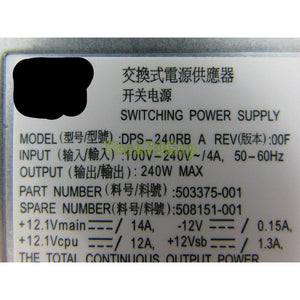 交換式電源供應器
开关电源
SWITCHING POWER SUPPLY
MODEL(型號/型号):DPS-240RB A REV(版本):00F
INPUT (輸入/输入):100V-240V~/4A, 50-60Hz
OUTPUT (輸出/输出): 240W MAX
PART NUMBER(料号/料號):503375-001
SPARE NUMBER(料号/料號):508151-001
+12.1Vmain⎓/ 14A, -12V ⎓/ 0.15A
+12.1Vcpu ⎓/ 12A, +12Vsb ⎓/ 1.3A,
THE TOTAL CONTINUOUS OUTPUT POWER